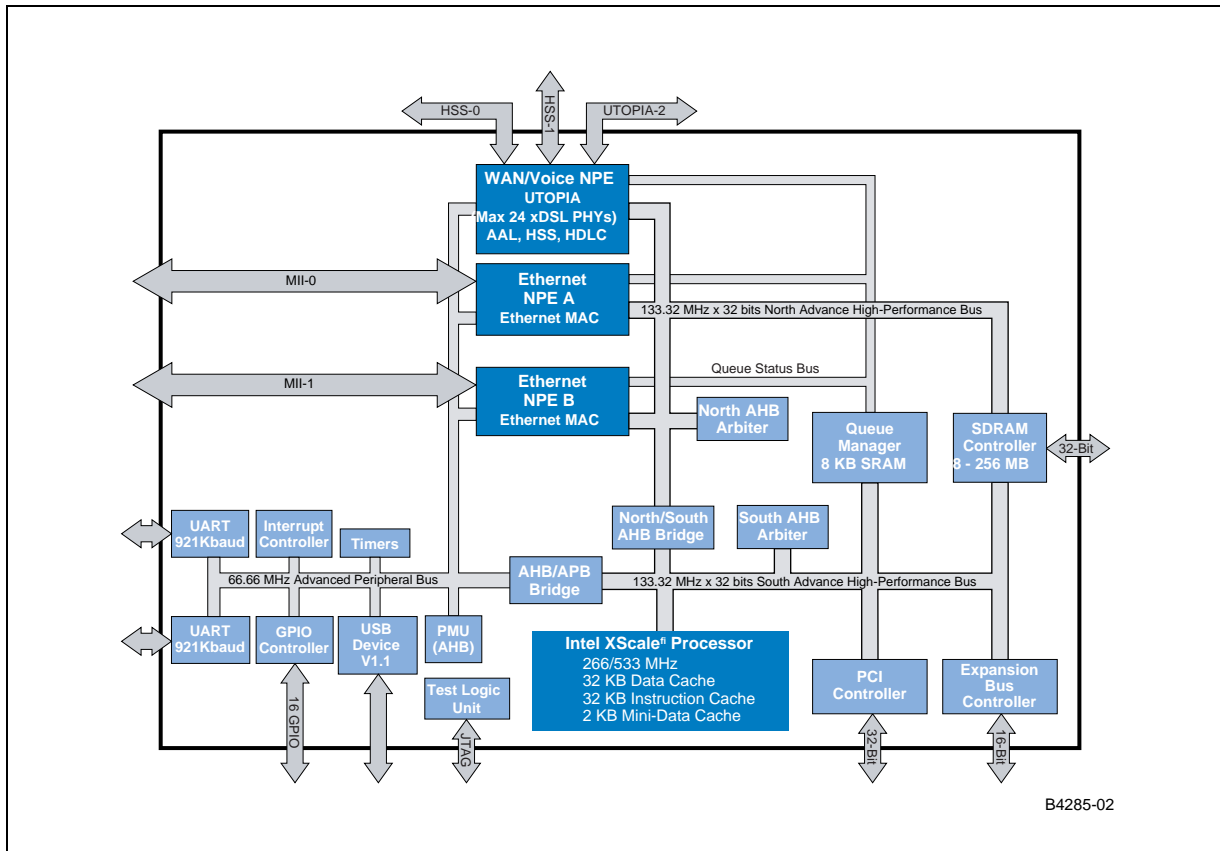 HSS-0
HSS-1
UTOPIA-2
WAN/Voice NPE
UTOPIA
(Max 24 xDSL PHYs)
AAL, HSS, HDLC
MII-0
Ethernet
NPE A
Ethernet MAC
133.32 MHz x 32 bits North Advance High-Performance Bus
MII-1
Ethernet
NPE B
Ethernet MAC
Queue Status Bus
North AHB
Arbiter
Queue
Manager
8 KB SRAM
SDRAM
Controller
8 - 256 MB
32-Bit
UART
921Kbaud
Interrupt
Controller
Timers
North/South
AHB Bridge
South AHB
Arbiter
66.66 MHz Advanced Peripheral Bus
AHB/APB
Bridge
133.32 MHz x 32 bits South Advance High-Performance Bus
UART
921Kbaud
GPIO
Controller
USB
Device
V1.1
PMU
(AHB)
Intel XScalefi Processor
266/533 MHz
32 KB Data Cache
32 KB Instruction Cache
2 KB Mini-Data Cache
PCI
Controller
Expansion
Bus
Controller
Test Logic
Unit
16 GPIO
JTAG
32-Bit
16-Bit
B4285-02